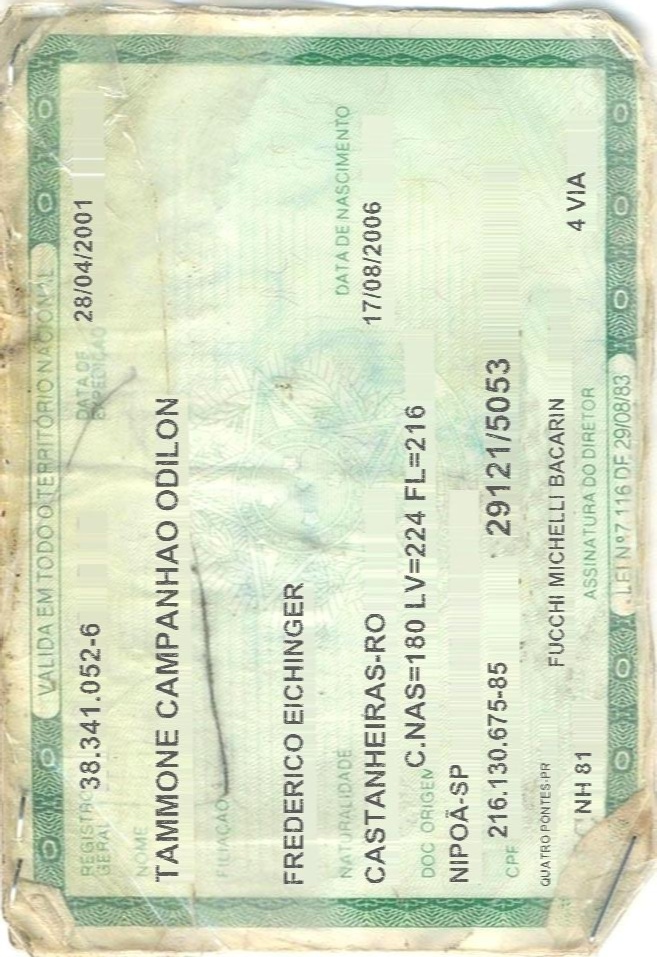 VALIDA EM TODO O TERRITÓRIO NACIONAL
REGISTRO GERAL 38.341.052-6 DATA DE EXPEDIÇÃO 28/04/2001
NOME
TAMMONE CAMPANHAO ODILON
FILIAÇÃO
FREDERICO EICHINGER
NATURALIDADE DATA DE NASCIMENTO
CASTANHEIRAS-RO 17/08/2006
DOC ORIGEM C.NAS=180 LV=224 FL=216
NIPOÃ-SP
CPF 216.130.675-85 29121/5053
QUATRO PONTES-PR FUCCHI MICHELLI BACARIN
NH 81 4 VIA
ASSINATURA DO DIRETOR
LEI Nº 7.116 DE 29/08/83